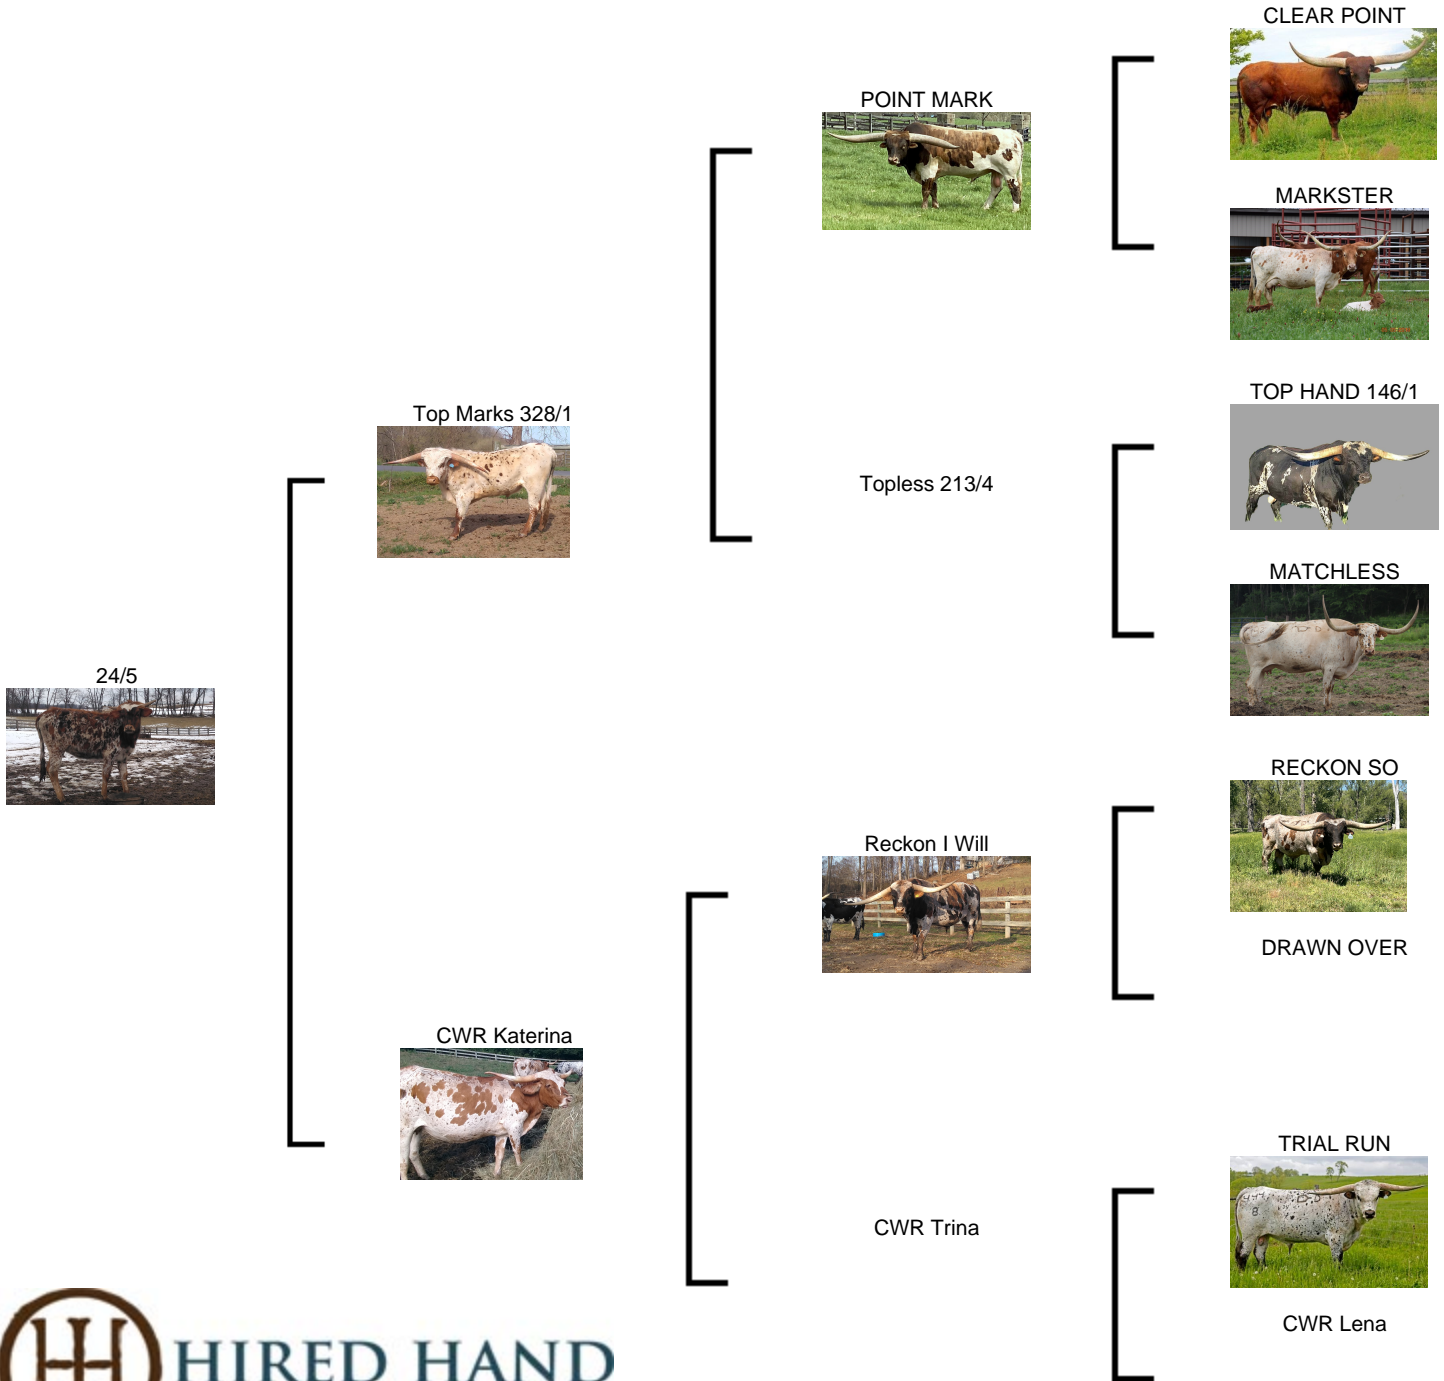 CLEAR POINT
POINT MARK
MARKSTER
TOP HAND 146/1
Top Marks 328/1
Topless 213/4
MATCHLESS
24/5
RECKON SO
Reckon I Will
DRAWN OVER
CWR Katerina
TRIAL RUN
CWR Trina
CWR Lena
HIRED HAND